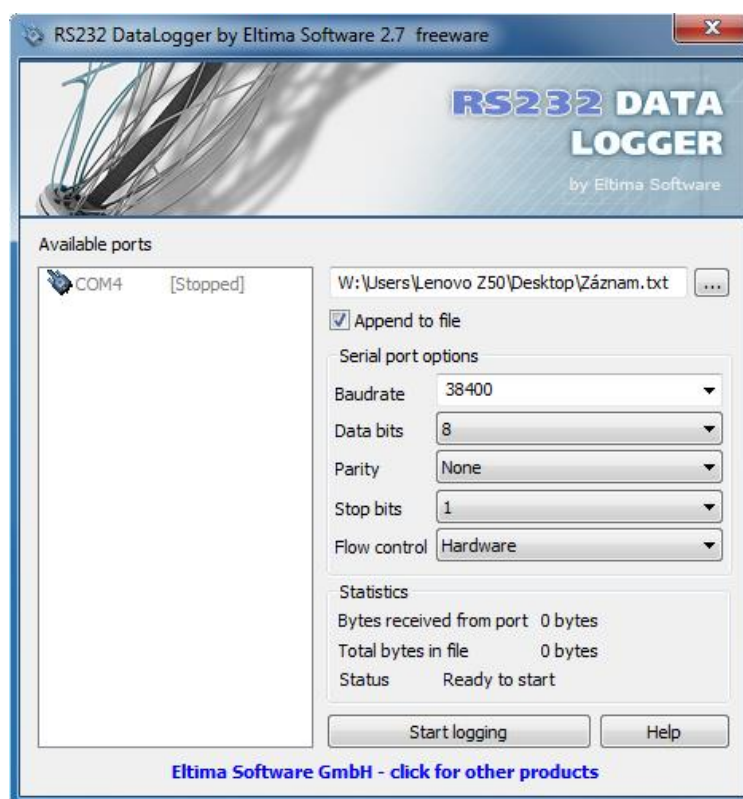 RS232 DataLogger by Eltima Software 2.7 freeware
RS232 DATA
LOGGER
by Eltima Software
Available ports
COM4 [Stopped]
W:\Users\Lenovo Z50\Desktop\Záznam.txt ...
Append to file
Serial port options
Baudrate 38400
Data bits 8
Parity None
Stop bits 1
Flow control Hardware
Statistics
Bytes received from port 0 bytes
Total bytes in file 0 bytes
Status Ready to start
Start logging Help
Eltima Software GmbH - click for other products